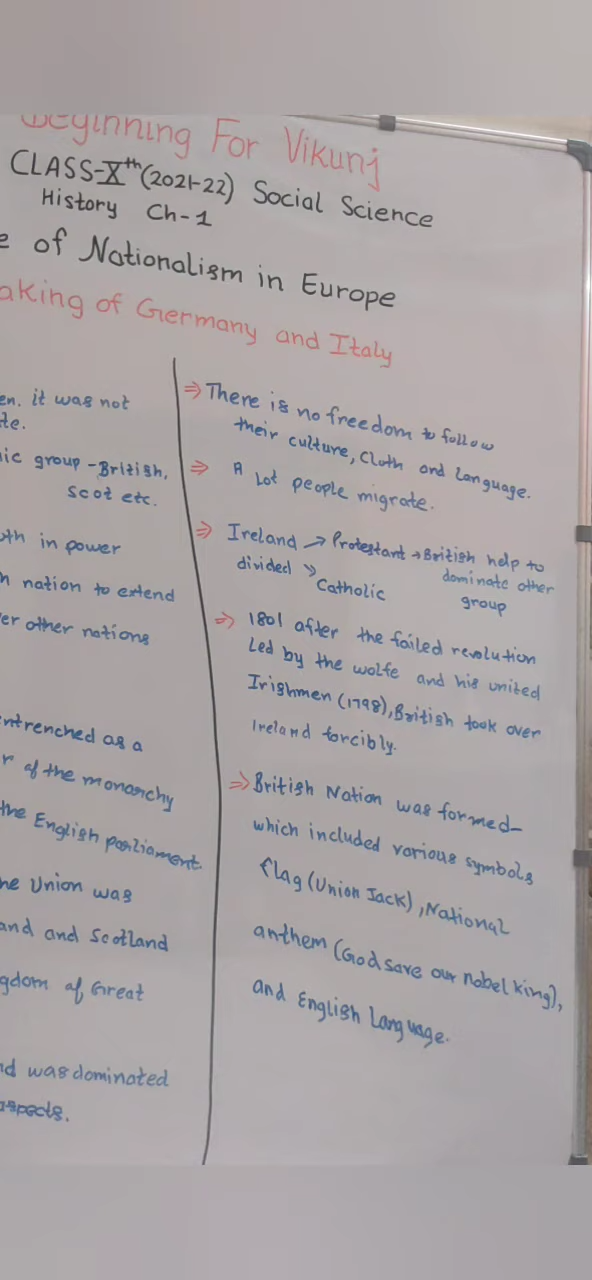 Beginning For Vikunj
CLASS-Xth (2021-22) Social Science
History Ch-1
e of Nationalism in Europe
aking of Germany and Italy
en. it was not
te.
ic group - British,
Scot etc.
oth in power
n nation to extend
er other nations
ntrenched as a
r of the monarchy
the English parliament
he Union was
and and Scotland
gdom of Great
nd was dominated
aspects.
⇒ There is no freedom to follow
their culture, Cloth and Language.
⇒ A Lot people migrate.
⇒ Ireland → Protestant → British help to
divided ↘ Catholic dominate other
group
⇒ 1801 after the failed revolution
Led by the wolfe and his united
Irishmen (1798), British took over
Ireland forcibly.
⇒ British Nation was formed-
which included various symbols
flag (Union Jack), National
anthem (God save our nobel king),
and English Language.